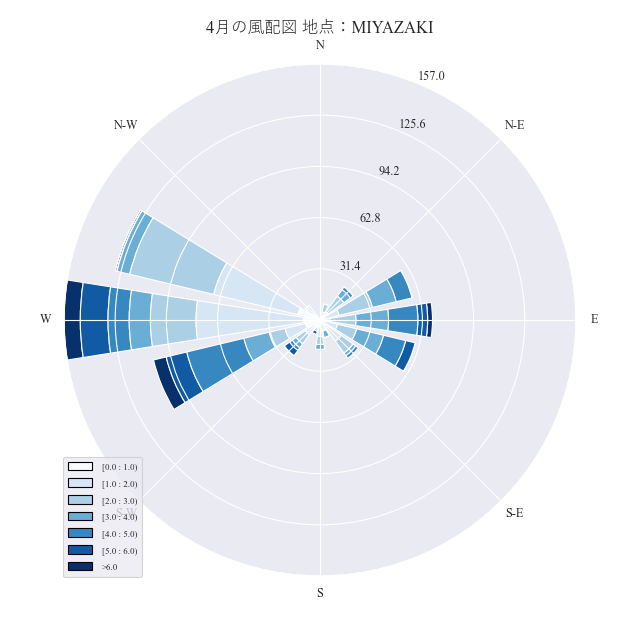 4月の風配図 地点：MIYAZAKI
N
157.0
N-W
N-E
125.6
94.2
62.8
31.4
W
E
[0.0 : 1.0)
[1.0 : 2.0)
[2.0 : 3.0)
[3.0 : 4.0)
[4.0 : 5.0)
[5.0 : 6.0)
>6.0
S-W
S-E
S